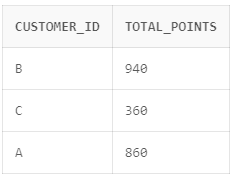 CUSTOMER_ID TOTAL_POINTS
B 940
C 360
A 860